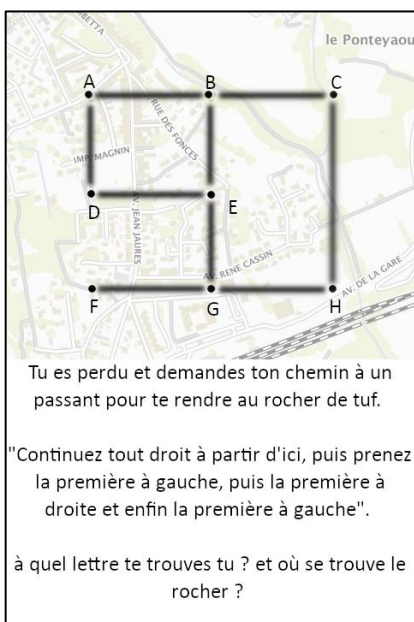 BETTA
le Ponteyaou
A
B
C
RUE DES FONCES
IMP. MAGNIN
D
E
AV. JEAN JAURES
AV. RENE CASSIN
AV. DE LA GARE
F
G
H
Tu es perdu et demandes ton chemin à un
passant pour te rendre au rocher de tuf.
"Continuez tout droit à partir d'ici, puis prenez
la première à gauche, puis la première à
droite et enfin la première à gauche".
à quel lettre te trouves tu ? et où se trouve le
rocher ?